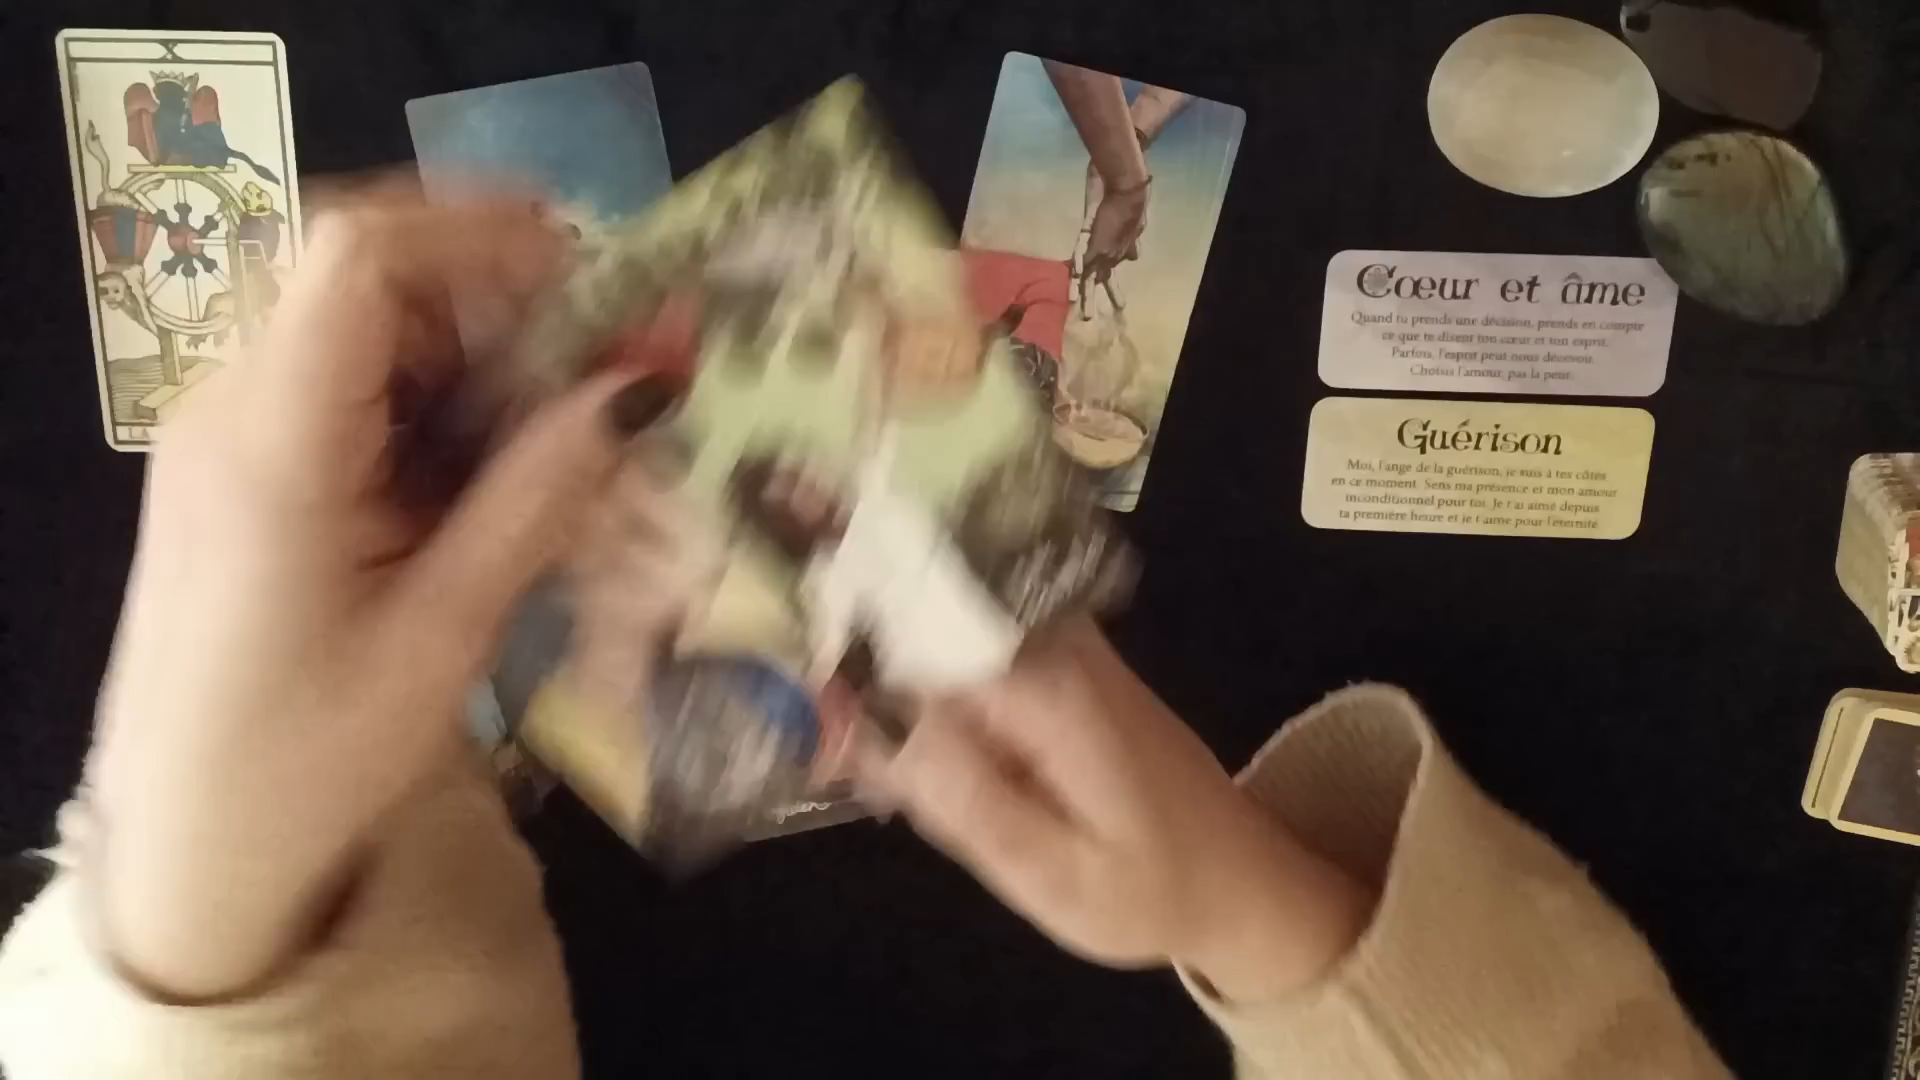 X
LA
Cœur et âme
Quand tu prends une décision, prends en compte
ce que te disent ton cœur et ton esprit.
Parfois, l'esprit peut nous décevoir.
Choisis l'amour, pas la peur.
Guérison
Moi, l'ange de la guérison, je suis à tes côtés
en ce moment. Sens ma présence et mon amour
inconditionnel pour toi. Je t'ai aimé depuis
ta première heure et je t'aime pour l'éternité.